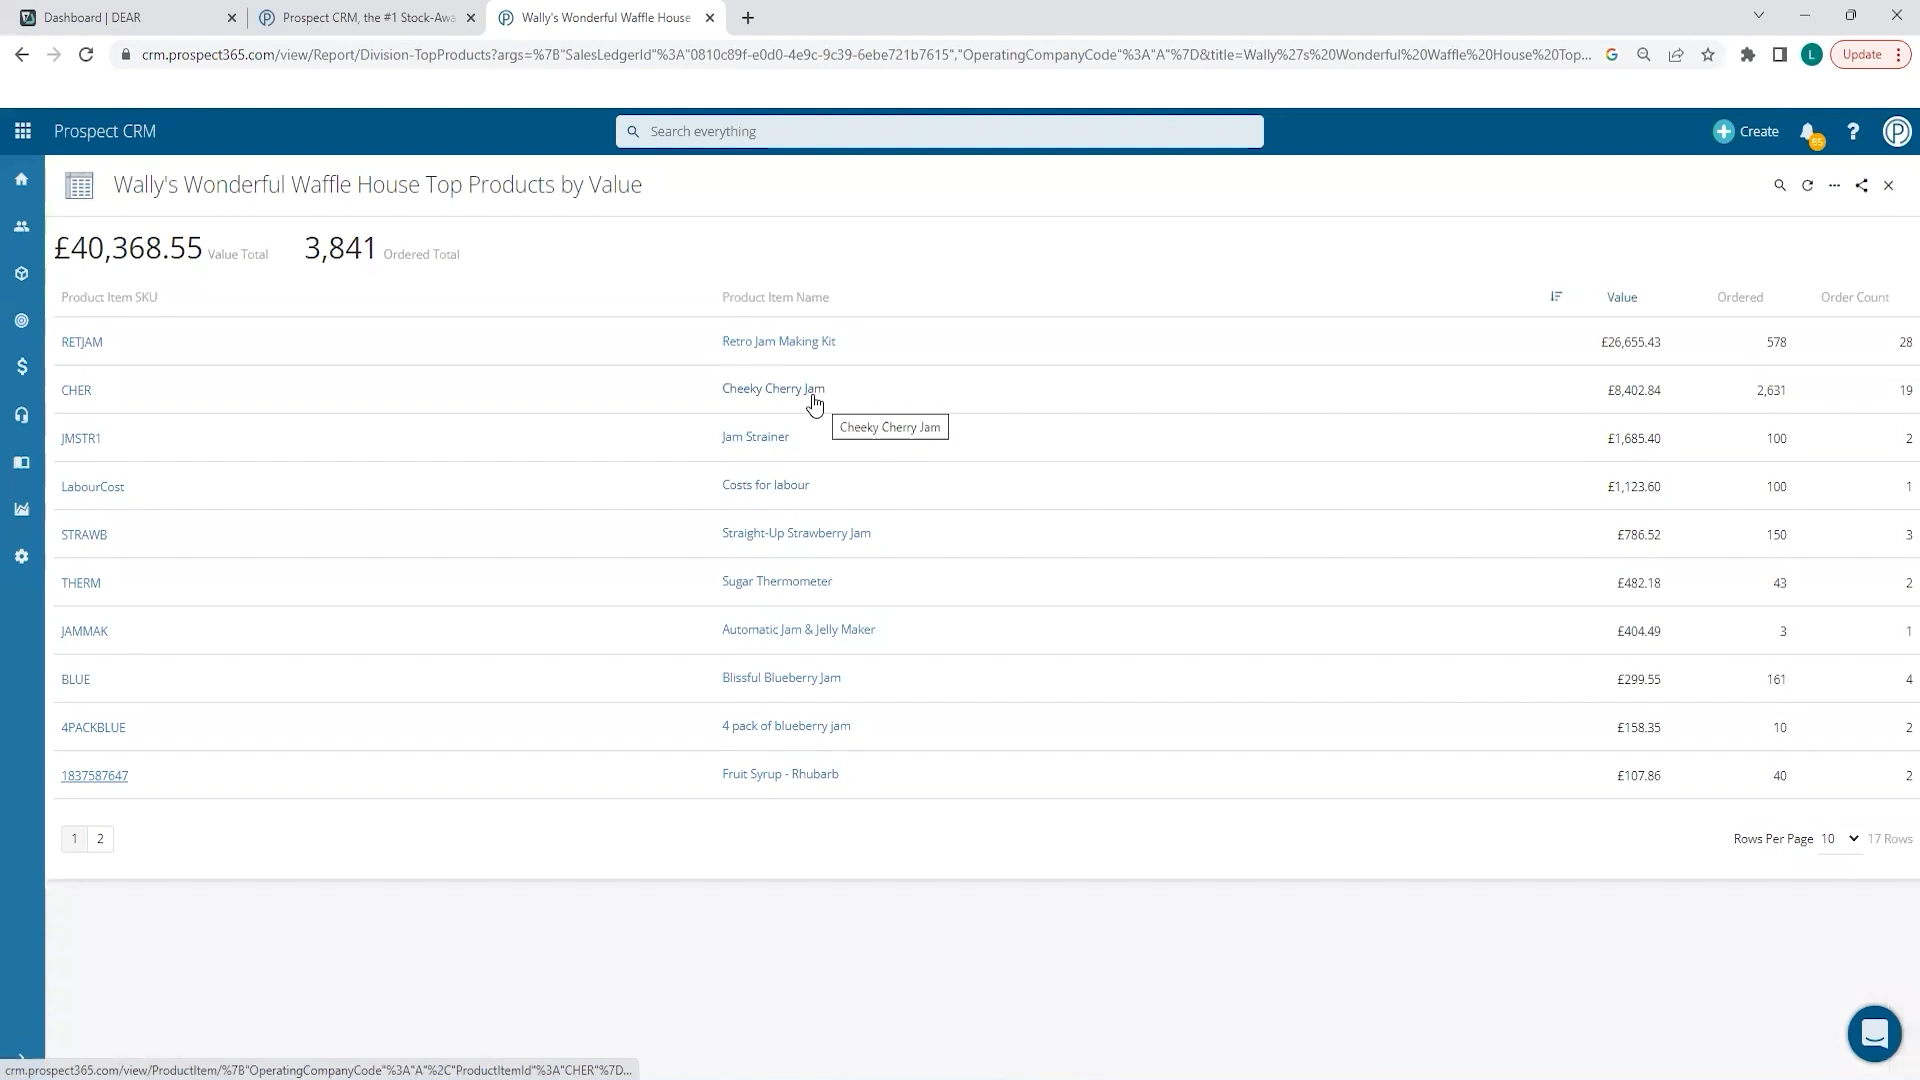 Dashboard | DEAR
Prospect CRM, the #1 Stock-Awa
Wally's Wonderful Waffle House
crm.prospect365.com/view/Report/Division-TopProducts?args=%7B"SalesLedgerId"%3A"0810c89f-e0d0-4e9c-9c39-6ebe721b7615","OperatingCompanyCode"%3A"A"%7D&title=Wally%27s%20Wonderful%20Waffle%20House%20Top...
L
Update
Prospect CRM
Search everything
Create
85
?
Wally's Wonderful Waffle House Top Products by Value
£40,368.55 Value Total 3,841 Ordered Total
Product Item SKU Product Item Name Value Ordered Order Count
RETJAM Retro Jam Making Kit £26,655.43 578 28
CHER Cheeky Cherry Jam £8,402.84 2,631 19
Cheeky Cherry Jam
JMSTR1 Jam Strainer £1,685.40 100 2
LabourCost Costs for labour £1,123.60 100 1
STRAWB Straight-Up Strawberry Jam £786.52 150 3
THERM Sugar Thermometer £482.18 43 2
JAMMAK Automatic Jam & Jelly Maker £404.49 3 1
BLUE Blissful Blueberry Jam £299.55 161 4
4PACKBLUE 4 pack of blueberry jam £158.35 10 2
1837587647 Fruit Syrup - Rhubarb £107.86 40 2
1 2 Rows Per Page 10 17 Rows
crm.prospect365.com/view/ProductItem/%7B"OperatingCompanyCode"%3A"A"%2C"ProductItemId"%3A"CHER"%7D...